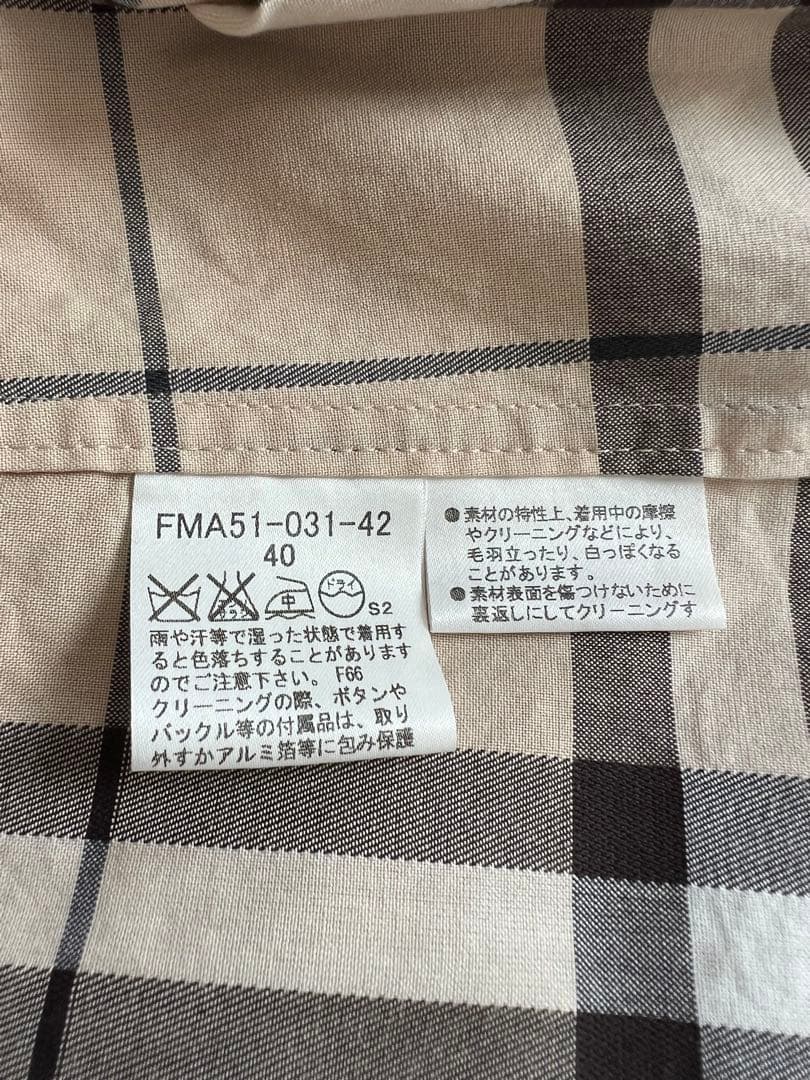 FMA51-031-42
40
中
ドライ
S2
雨や汗等で湿った状態で着用す
ると色落ちすることがあります
のでご注意下さい。F66
クリーニングの際、ボタンや
バックル等の付属品は、取り
外すかアルミ箔等に包み保護
●素材の特性上、着用中の摩擦
やクリーニングなどにより、
毛羽立ったり、白っぽくなる
ことがあります。
●素材表面を傷つけないために
裏返しにしてクリーニングす